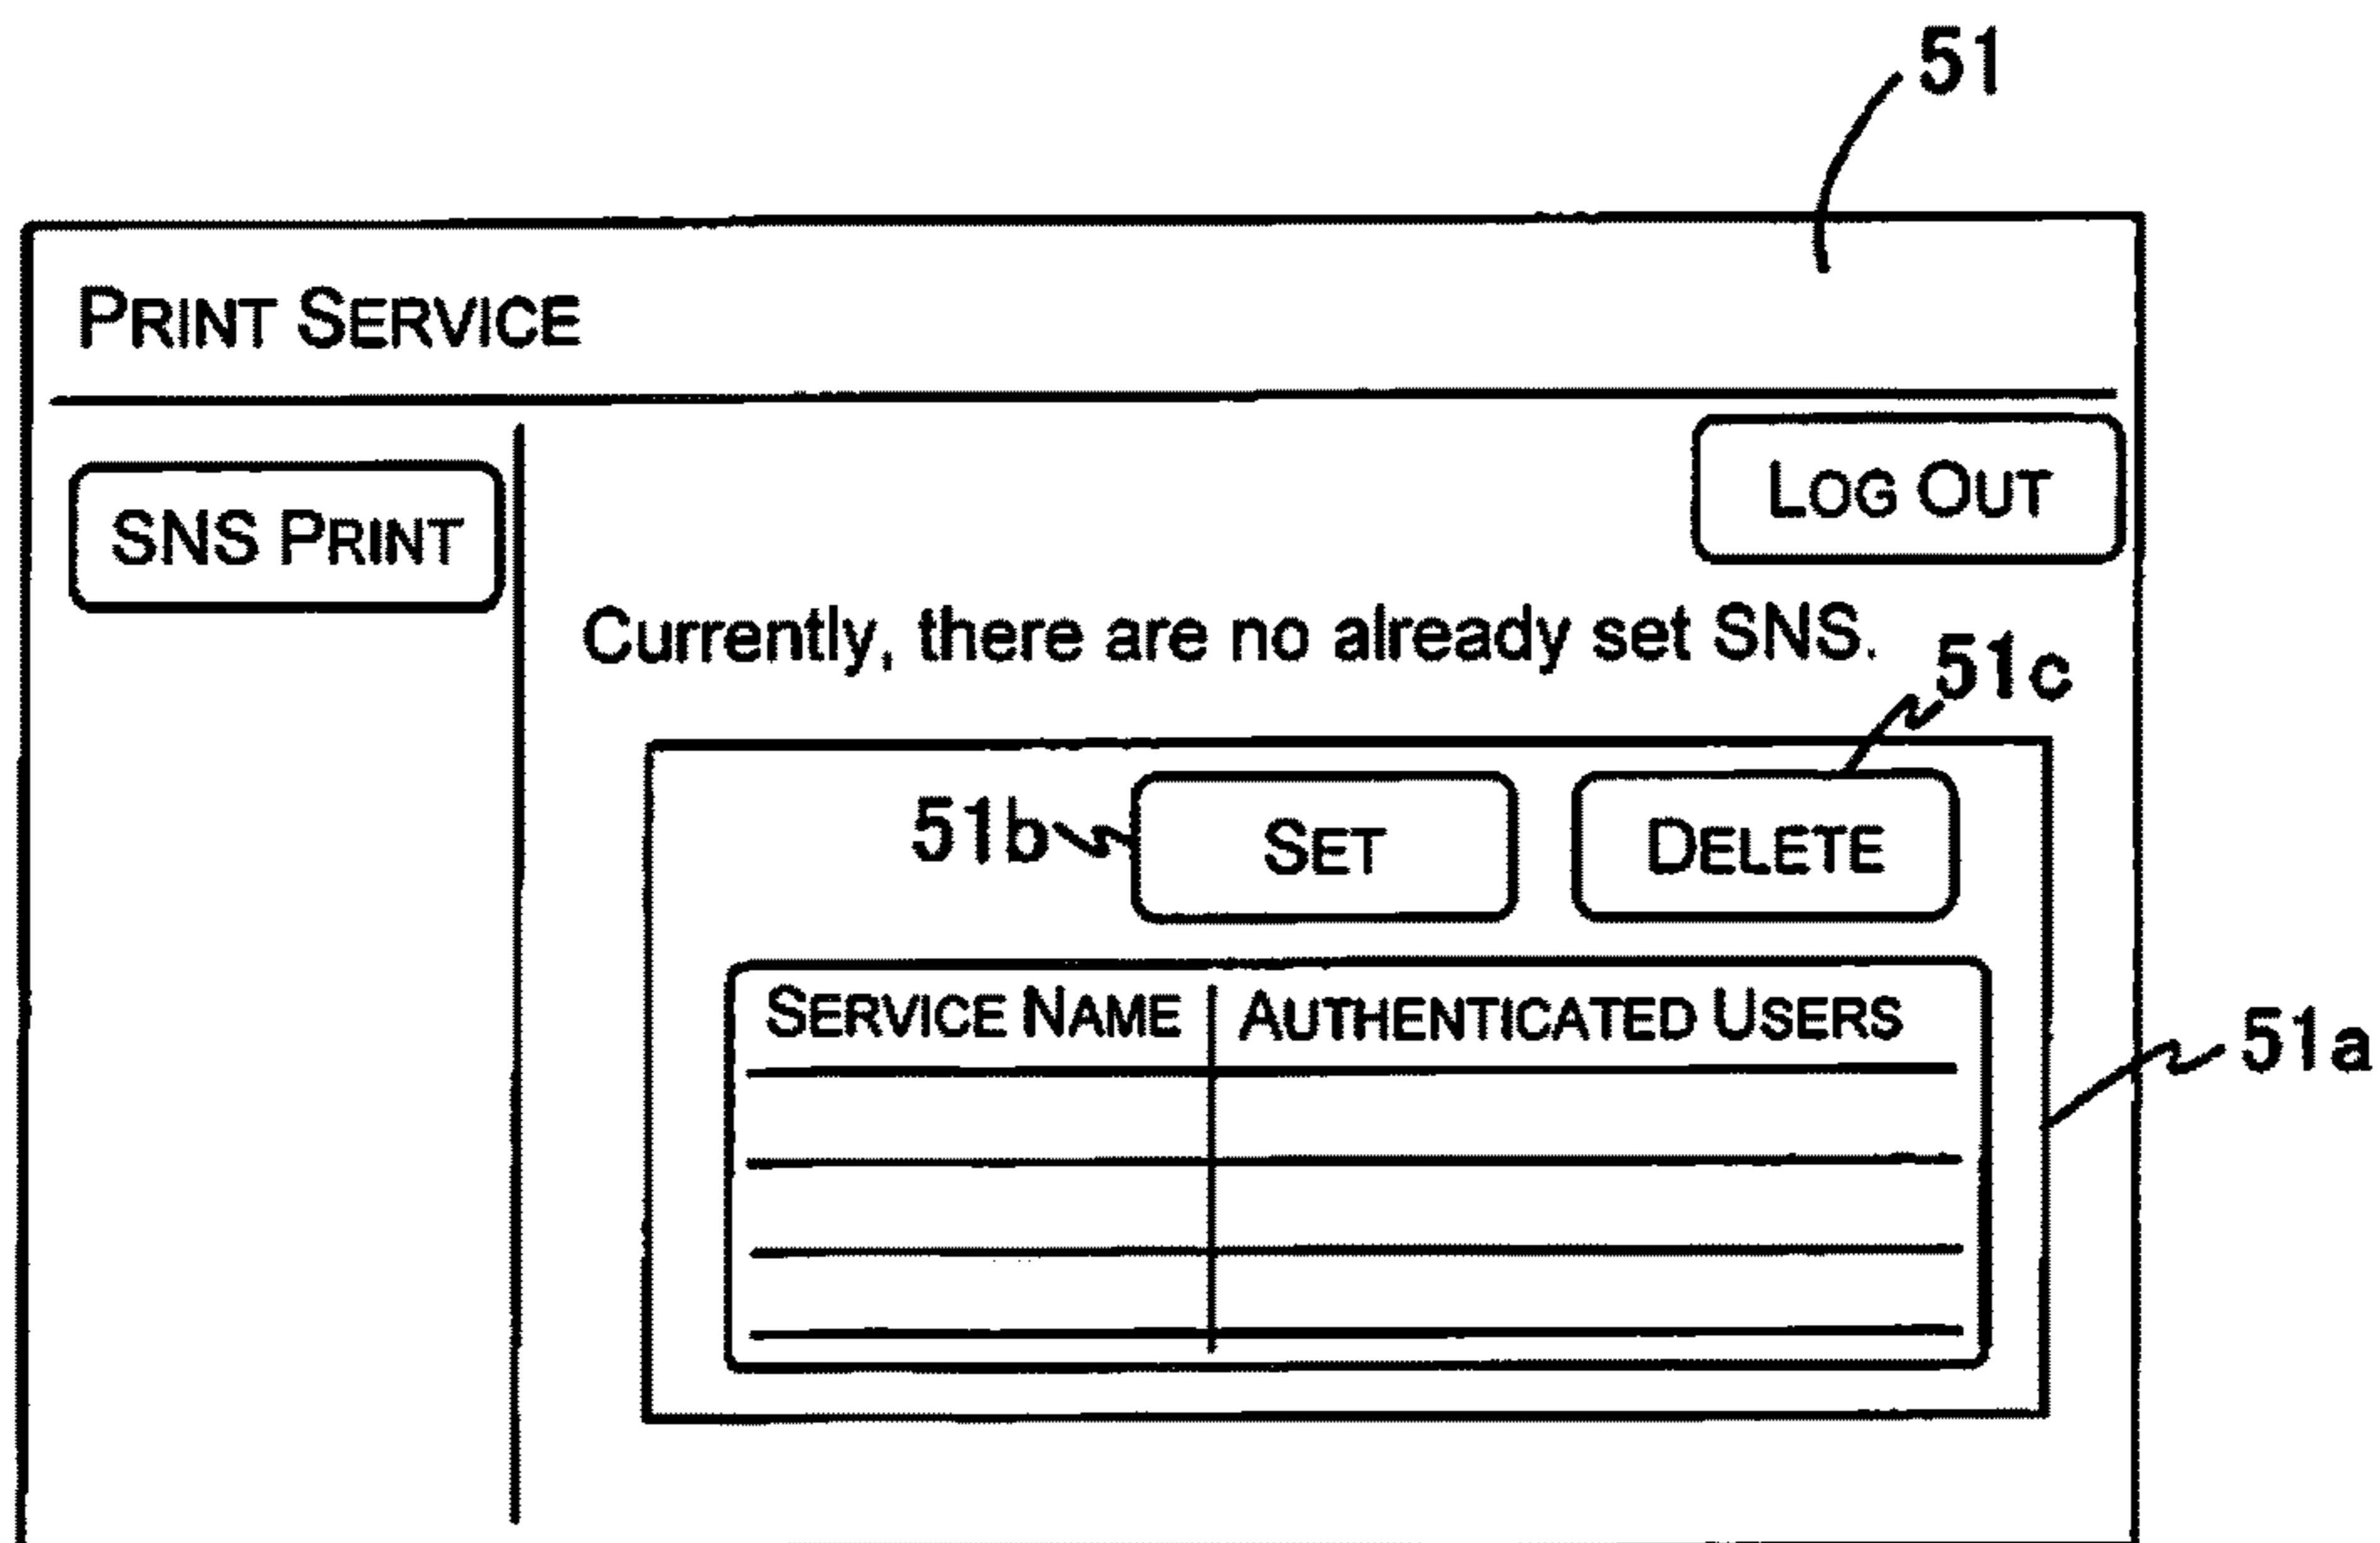 51
PRINT SERVICE
LOG OUT
SNS PRINT
Currently, there are no already set SNS.
51c
51b
SET
DELETE
SERVICE NAME
AUTHENTICATED USERS
51a